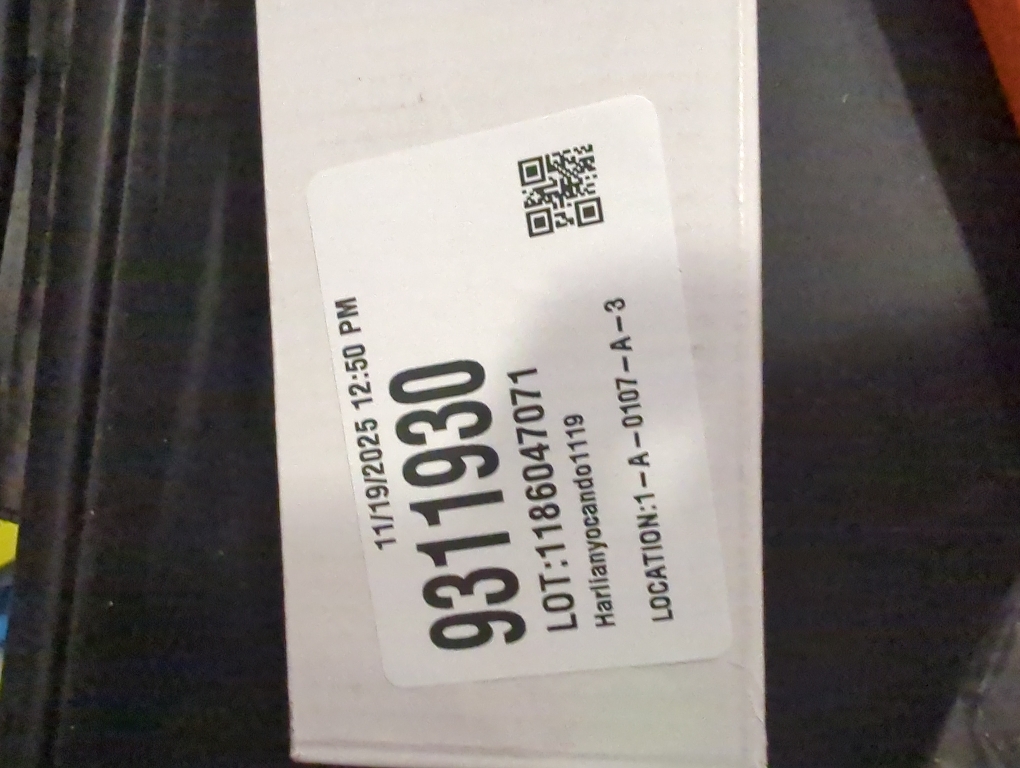 11/19/2025 12:50 PM
9311930
LOT:1186047071
Harlianyocando1119
LOCATION:1-A-0107-A-3